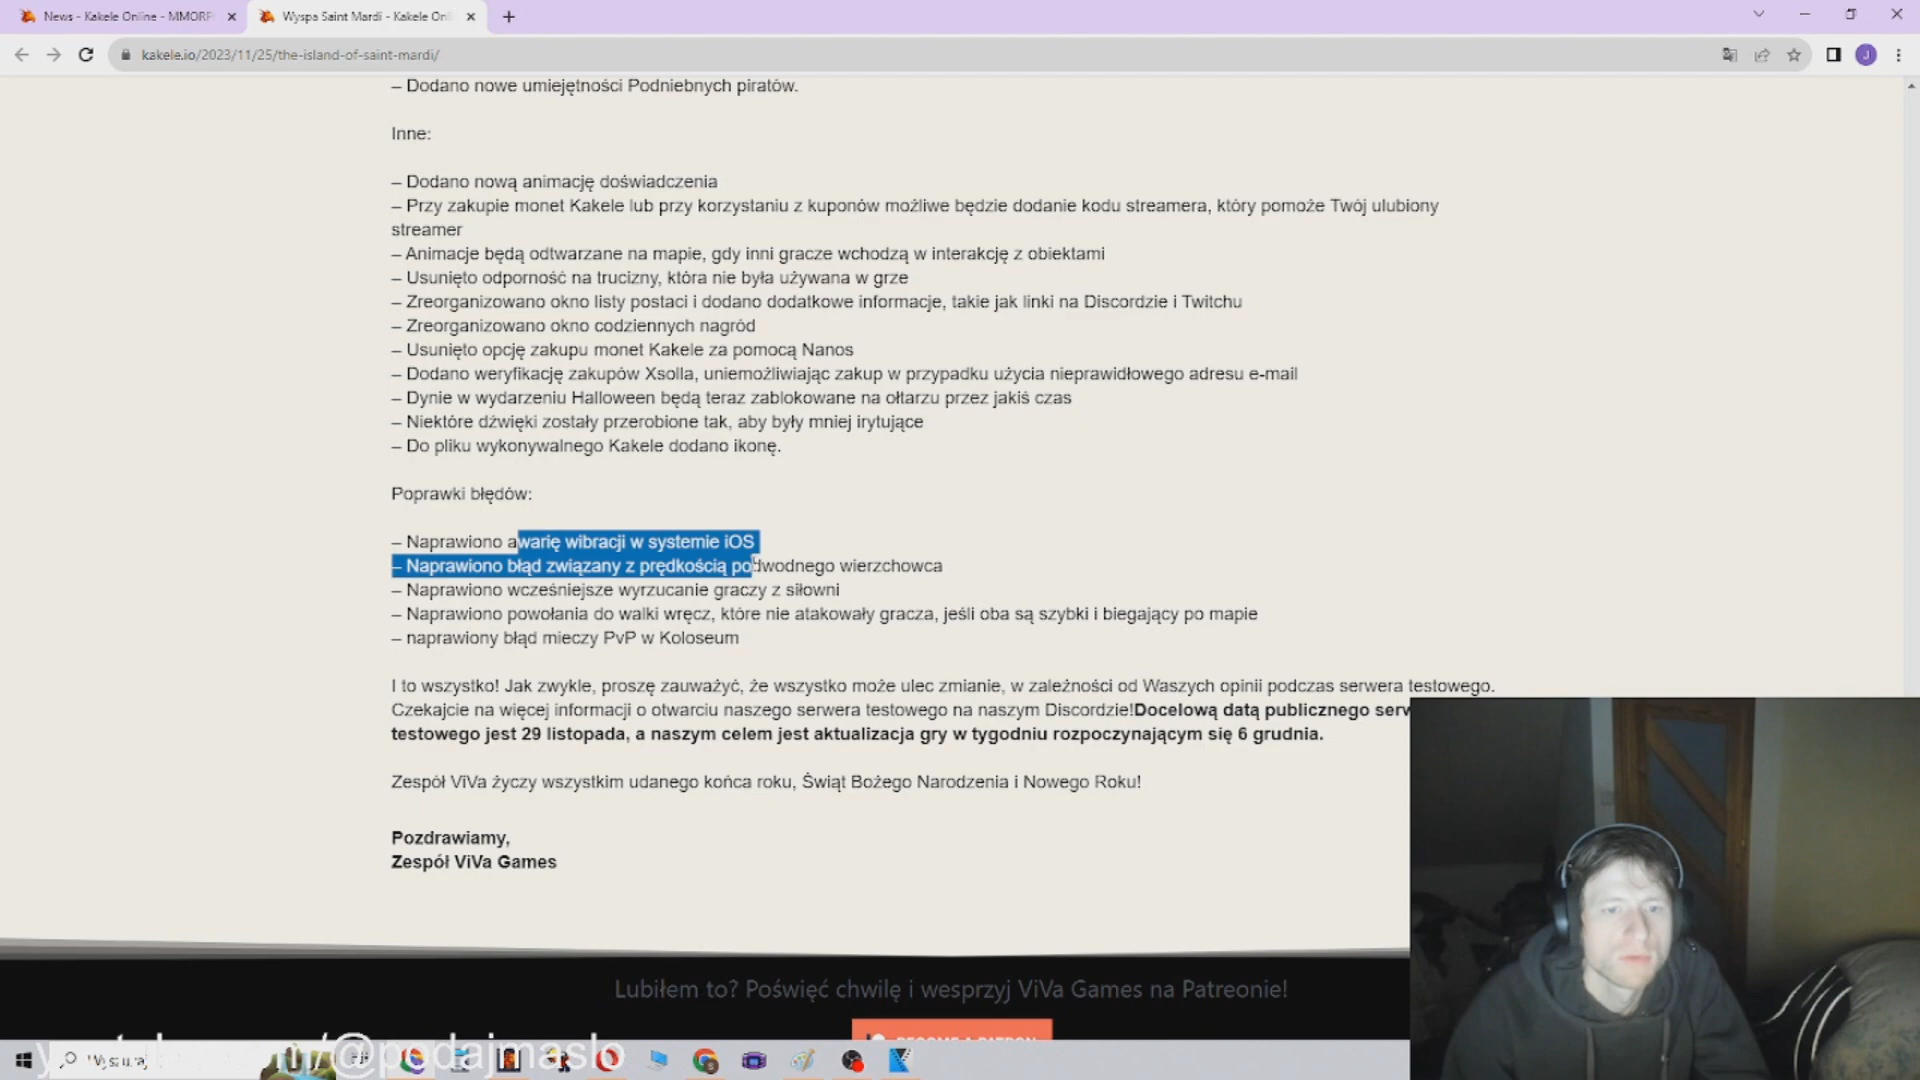 News - Kakele Online - MMORP
Wyspa Saint Mardi - Kakele Onl
kakele.io/2023/11/25/the-island-of-saint-mardi/
J
– Dodano nowe umiejętności Podniebnych piratów.
Inne:
– Dodano nową animację doświadczenia
– Przy zakupie monet Kakele lub przy korzystaniu z kuponów możliwe będzie dodanie kodu streamera, który pomoże Twój ulubiony
streamer
– Animacje będą odtwarzane na mapie, gdy inni gracze wchodzą w interakcję z obiektami
– Usunięto odporność na trucizny, która nie była używana w grze
– Zreorganizowano okno listy postaci i dodano dodatkowe informacje, takie jak linki na Discordzie i Twitchu
– Zreorganizowano okno codziennych nagród
– Usunięto opcję zakupu monet Kakele za pomocą Nanos
– Dodano weryfikację zakupów Xsolla, uniemożliwiając zakup w przypadku użycia nieprawidłowego adresu e-mail
– Dynie w wydarzeniu Halloween będą teraz zablokowane na ołtarzu przez jakiś czas
– Niektóre dźwięki zostały przerobione tak, aby były mniej irytujące
– Do pliku wykonywalnego Kakele dodano ikonę.
Poprawki błędów:
– Naprawiono awarię wibracji w systemie iOS
– Naprawiono błąd związany z prędkością podwodnego wierzchowca
– Naprawiono wcześniejsze wyrzucanie graczy z siłowni
– Naprawiono powołania do walki wręcz, które nie atakowały gracza, jeśli oba są szybki i biegający po mapie
– naprawiony błąd mieczy PvP w Koloseum
I to wszystko! Jak zwykle, proszę zauważyć, że wszystko może ulec zmianie, w zależności od Waszych opinii podczas serwera testowego.
Czekajcie na więcej informacji o otwarciu naszego serwera testowego na naszym Discordzie!Docelową datą publicznego serw
testowego jest 29 listopada, a naszym celem jest aktualizacja gry w tygodniu rozpoczynającym się 6 grudnia.
Zespół ViVa życzy wszystkim udanego końca roku, Świąt Bożego Narodzenia i Nowego Roku!
Pozdrawiamy,
Zespół ViVa Games
Lubiłem to? Poświęć chwilę i wesprzyj ViVa Games na Patreonie!
BECOME A PATRON
/@podajmaslo